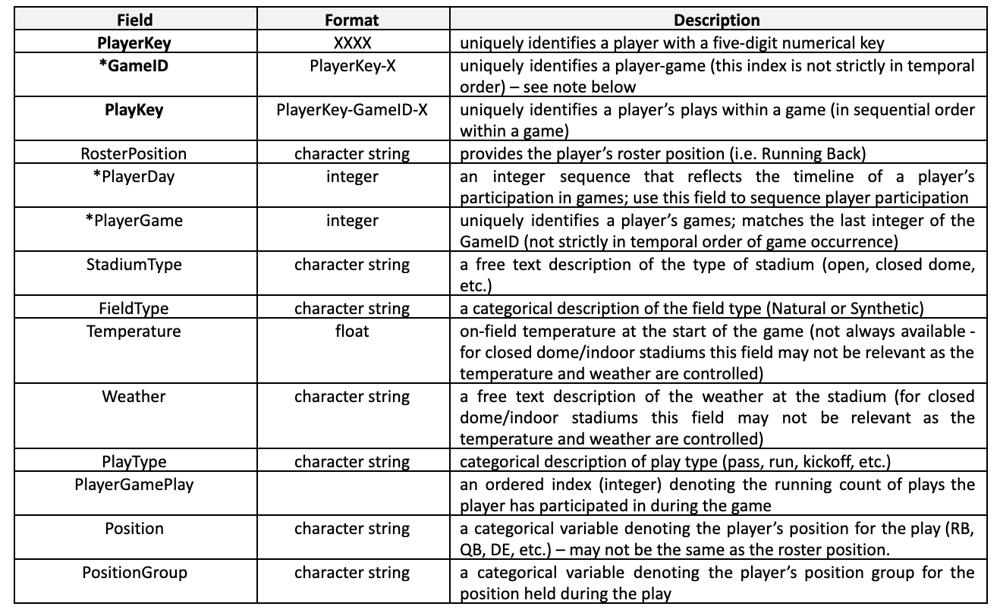 Field Format Description
PlayerKey XXXX uniquely identifies a player with a five-digit numerical key
*GameID PlayerKey-X uniquely identifies a player-game (this index is not strictly in temporal
order) – see note below
PlayKey PlayerKey-GameID-X uniquely identifies a player’s plays within a game (in sequential order
within a game)
RosterPosition character string provides the player’s roster position (i.e. Running Back)
*PlayerDay integer an integer sequence that reflects the timeline of a player’s
participation in games; use this field to sequence player participation
*PlayerGame integer uniquely identifies a player’s games; matches the last integer of the
GameID (not strictly in temporal order of game occurrence)
StadiumType character string a free text description of the type of stadium (open, closed dome,
etc.)
FieldType character string a categorical description of the field type (Natural or Synthetic)
Temperature float on-field temperature at the start of the game (not always available -
for closed dome/indoor stadiums this field may not be relevant as the
temperature and weather are controlled)
Weather character string a free text description of the weather at the stadium (for closed
dome/indoor stadiums this field may not be relevant as the
temperature and weather are controlled)
PlayType character string categorical description of play type (pass, run, kickoff, etc.)
PlayerGamePlay an ordered index (integer) denoting the running count of plays the
player has participated in during the game
Position character string a categorical variable denoting the player’s position for the play (RB,
QB, DE, etc.) – may not be the same as the roster position.
PositionGroup character string a categorical variable denoting the player’s position group for the
position held during the play